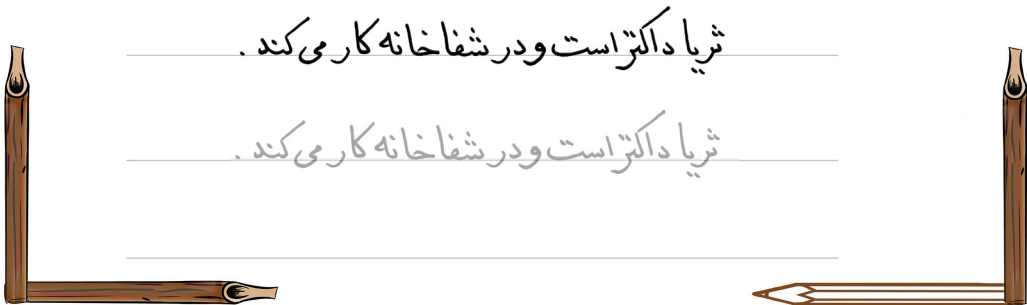 ثریا داکتر است و در شفاخانه کار می‌کند .
ثریا داکتر است و در شفاخانه کار می‌کند .